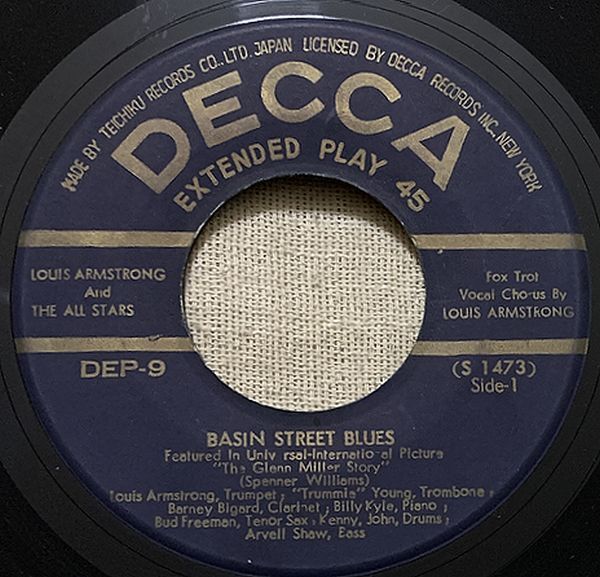 MADE BY TEICHIKU RECORDS CO., LTD. JAPAN LICENSED BY DECCA RECORDS INC, NEW YORK
DECCA
EXTENDED PLAY 45
LOUIS ARMSTRONG
And
THE ALL STARS
Fox Trot
Vocal Cho us By
LOUIS ARMSTRONG
DEP-9
(S 1473)
Side-1
BASIN STREET BLUES
Featured In Univ rsal-Internatio al Picture
"The Glenn Miller Story"
(Spenner Williams)
Louis Armstrong, Trumpet; "Trummie" Young, Trombone;
Barney Bigard, Clarinet; Billy Kyle, Piano;
Bud Freeman, Tenor Sax; Kenny, John, Drums;
Arvell Shaw, Eass